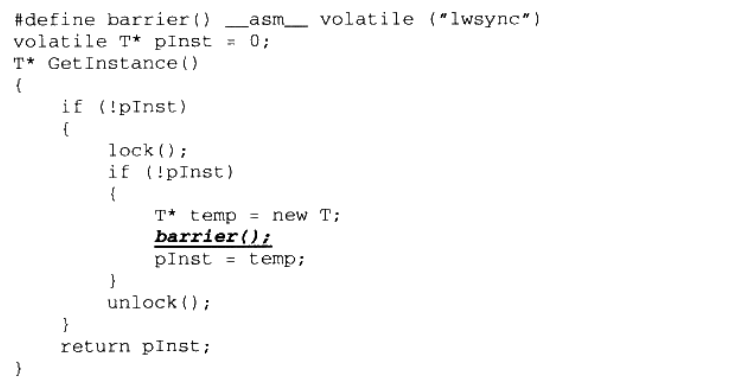 #define barrier() __asm__ volatile ("lwsync")
volatile T* pInst = 0;
T* GetInstance()
{
    if (!pInst)
    {
        lock();
        if (!pInst)
        {
            T* temp = new T;
            barrier();
            pInst = temp;
        }
        unlock();
    }
    return pInst;
}